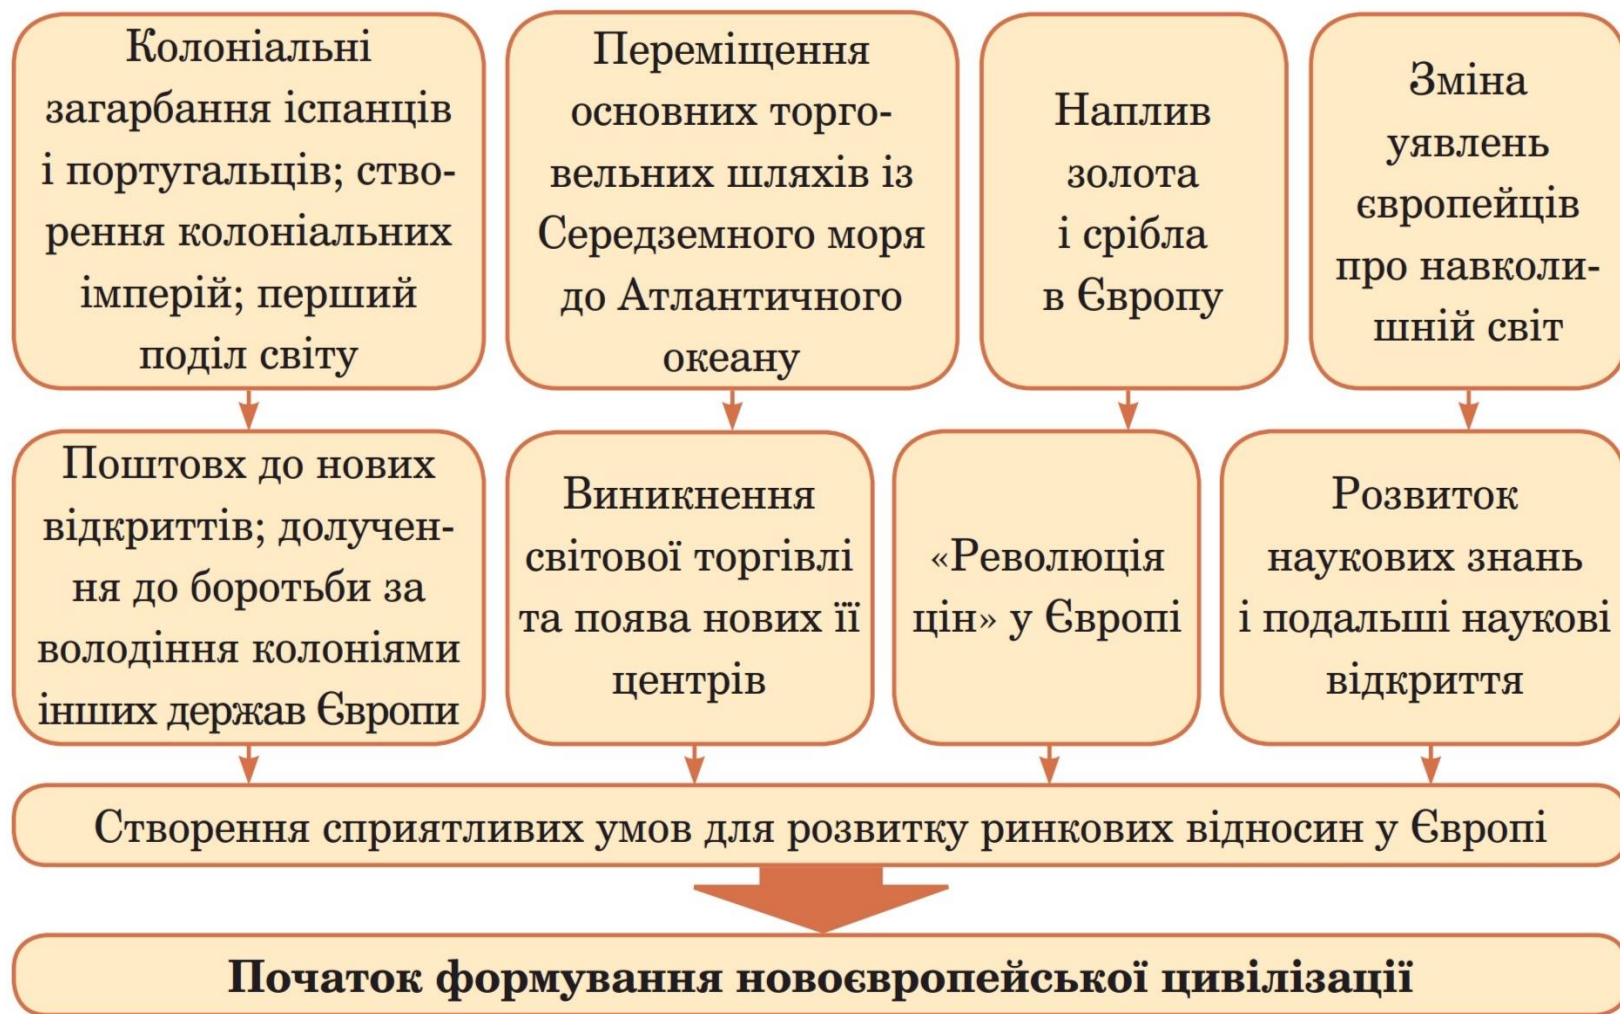 Колоніальні
загарбання іспанців
і португальців; ство-
рення колоніальних
імперій; перший
поділ світу
Переміщення
основних торго-
вельних шляхів із
Середземного моря
до Атлантичного
океану
Наплив
золота
і срібла
в Європу
Зміна
уявлень
європейців
про навколи-
шній світ
Поштовх до нових
відкриттів; долучен-
ня до боротьби за
володіння колоніями
інших держав Європи
Виникнення
світової торгівлі
та поява нових її
центрів
«Революція
цін» у Європі
Розвиток
наукових знань
і подальші наукові
відкриття
Створення сприятливих умов для розвитку ринкових відносин у Європі
Початок формування новоєвропейської цивілізації